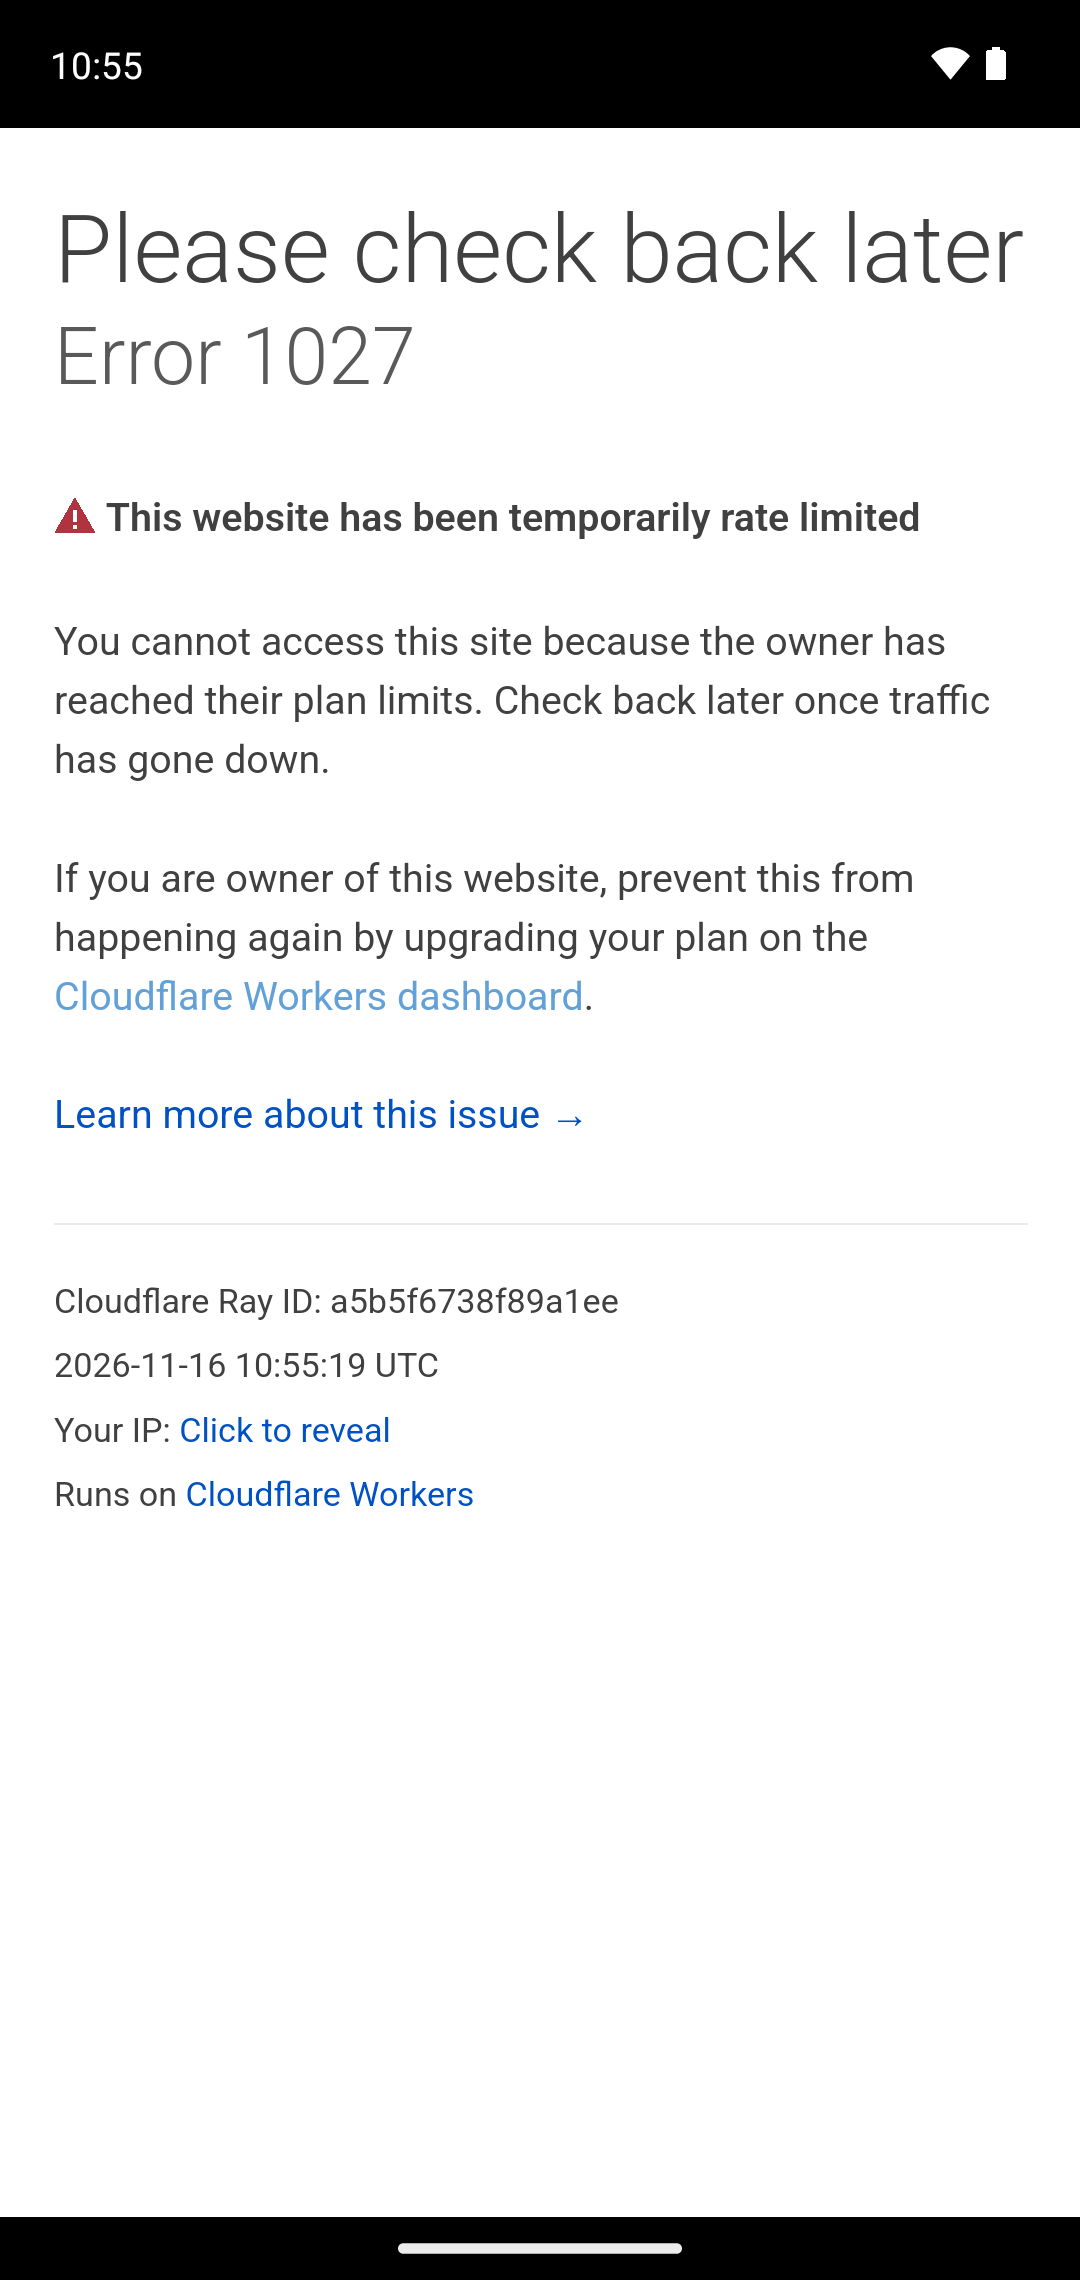 10:55
Please check back later
Error 1027
This website has been temporarily rate limited
You cannot access this site because the owner has
reached their plan limits. Check back later once traffic
has gone down.
If you are owner of this website, prevent this from
happening again by upgrading your plan on the
Cloudflare Workers dashboard.
Learn more about this issue →
Cloudflare Ray ID: a5b5f6738f89a1ee
2026-11-16 10:55:19 UTC
Your IP: Click to reveal
Runs on Cloudflare Workers